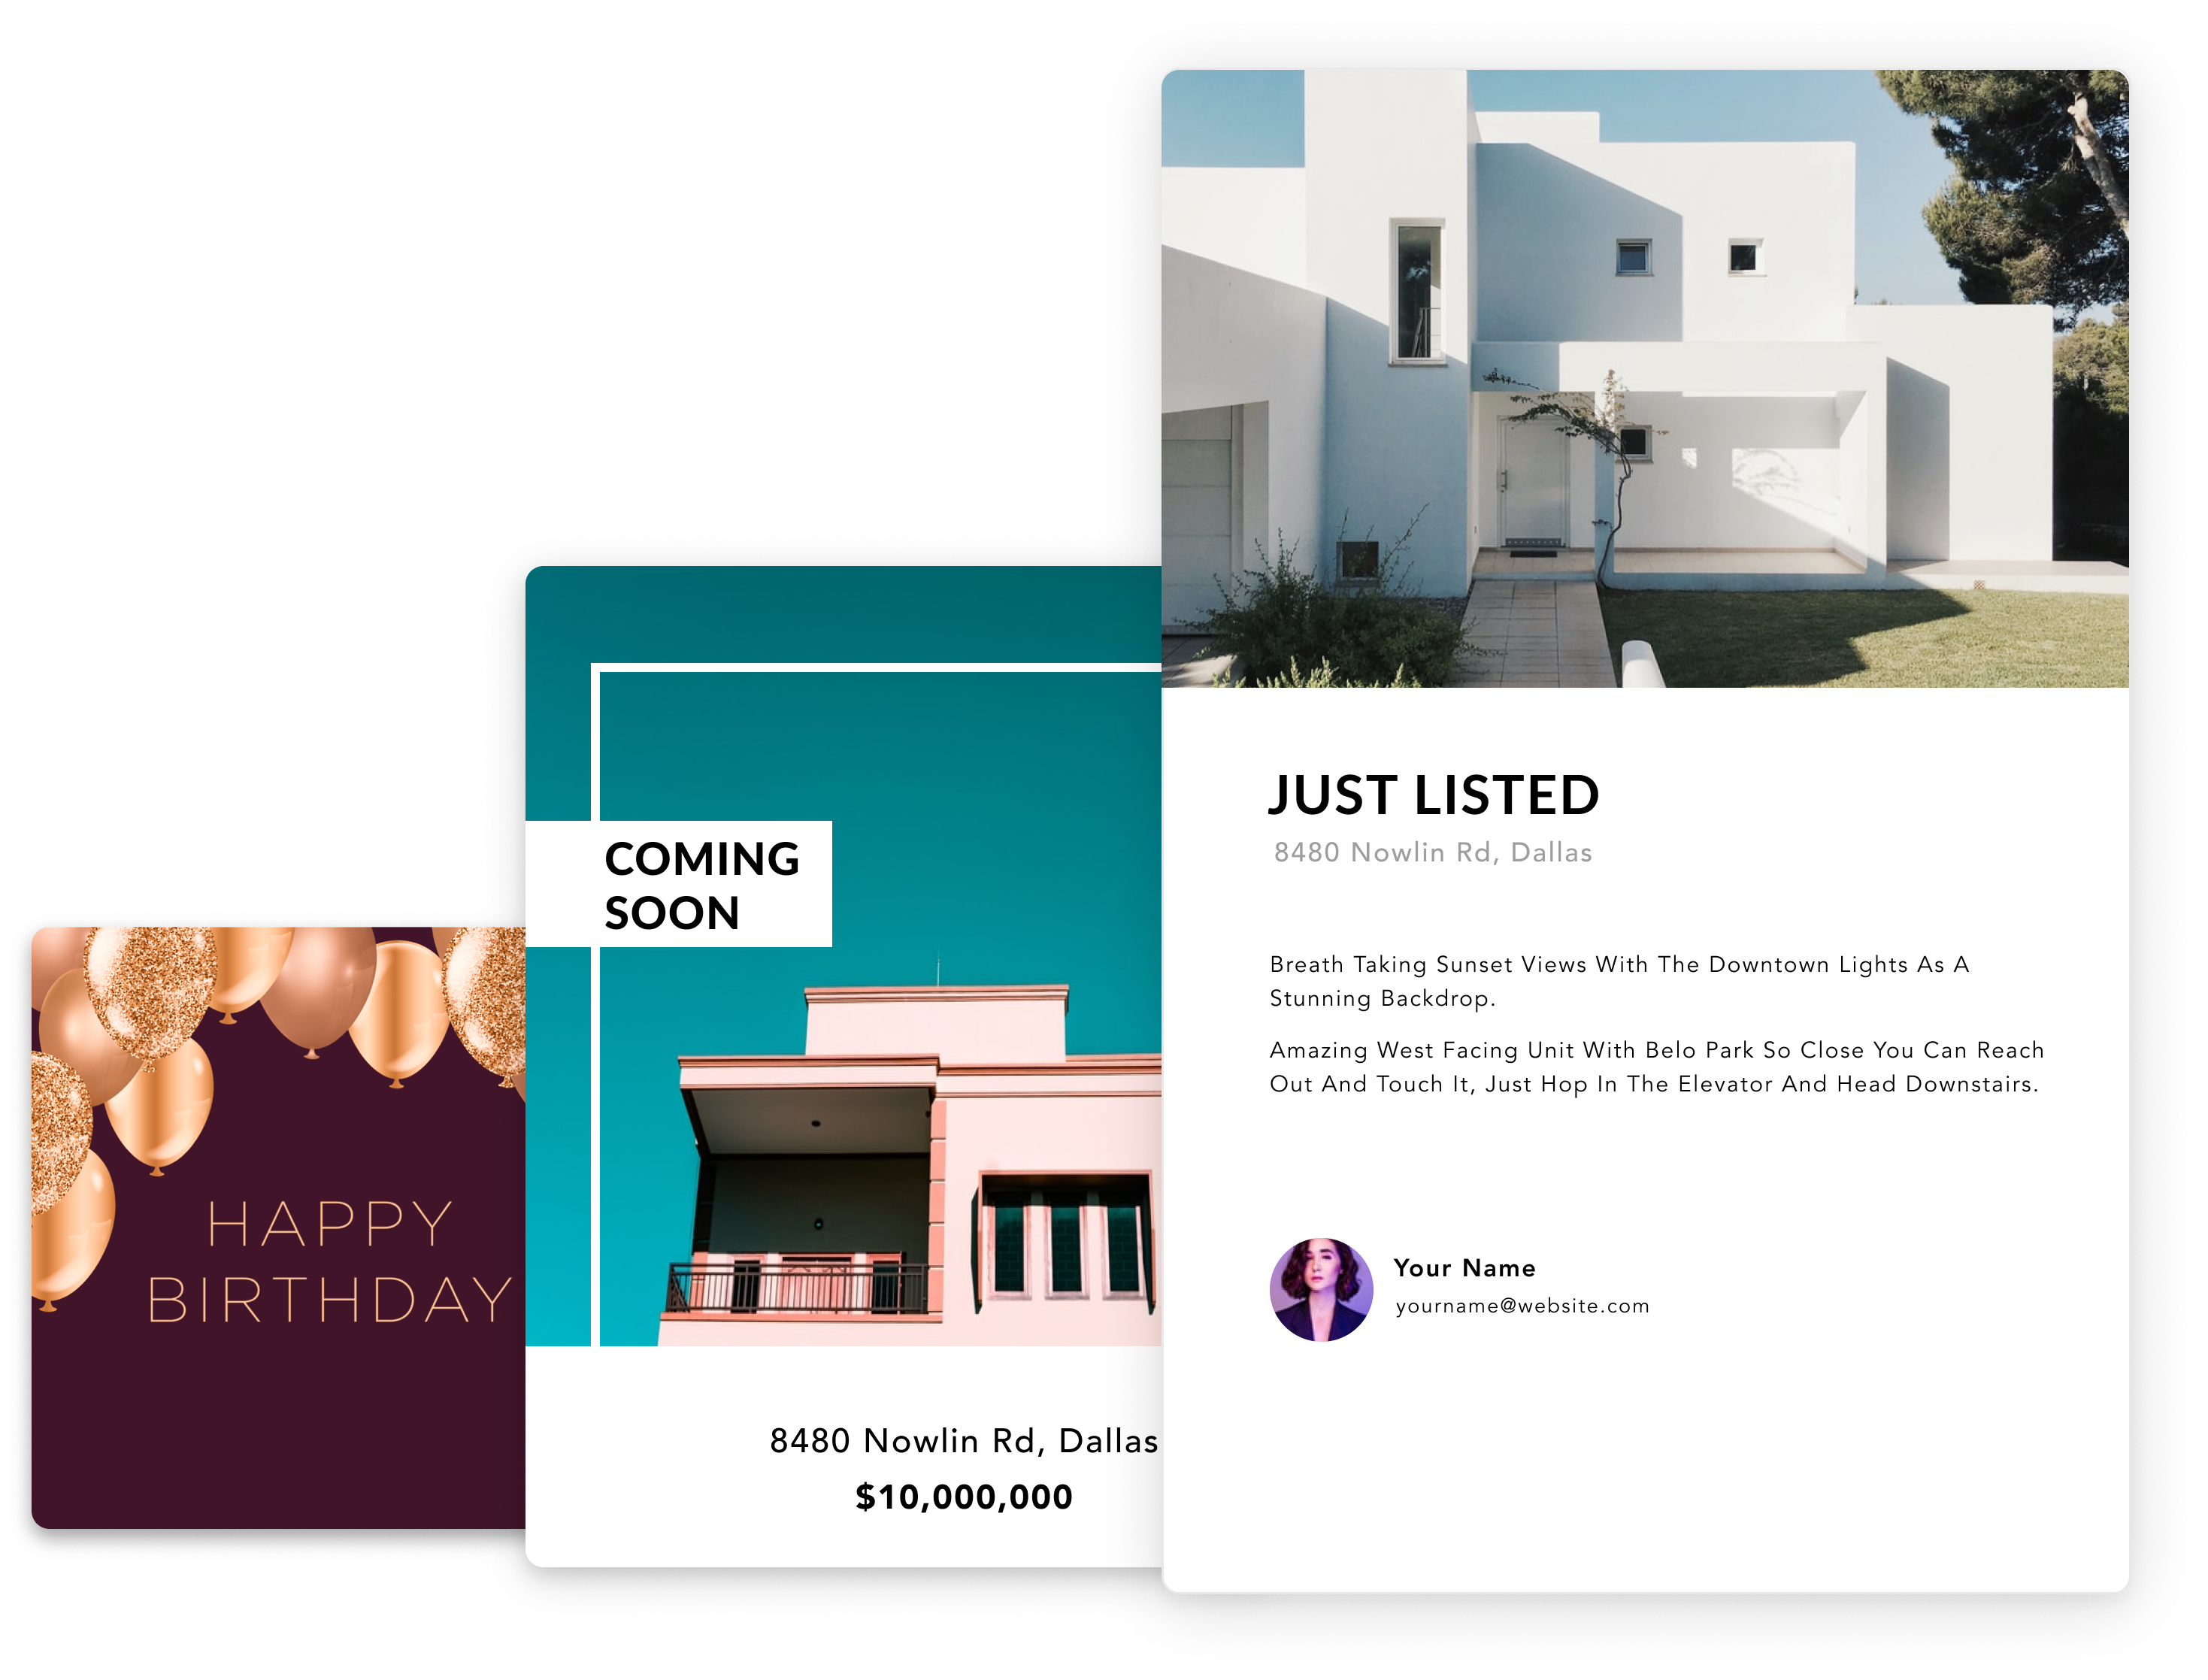 HAPPY
BIRTHDAY
COMING
SOON
8480 Nowlin Rd, Dallas
$10,000,000
JUST LISTED
8480 Nowlin Rd, Dallas
Breath Taking Sunset Views With The Downtown Lights As A
Stunning Backdrop.
Amazing West Facing Unit With Belo Park So Close You Can Reach
Out And Touch It, Just Hop In The Elevator And Head Downstairs.
Your Name
yourname@website.com